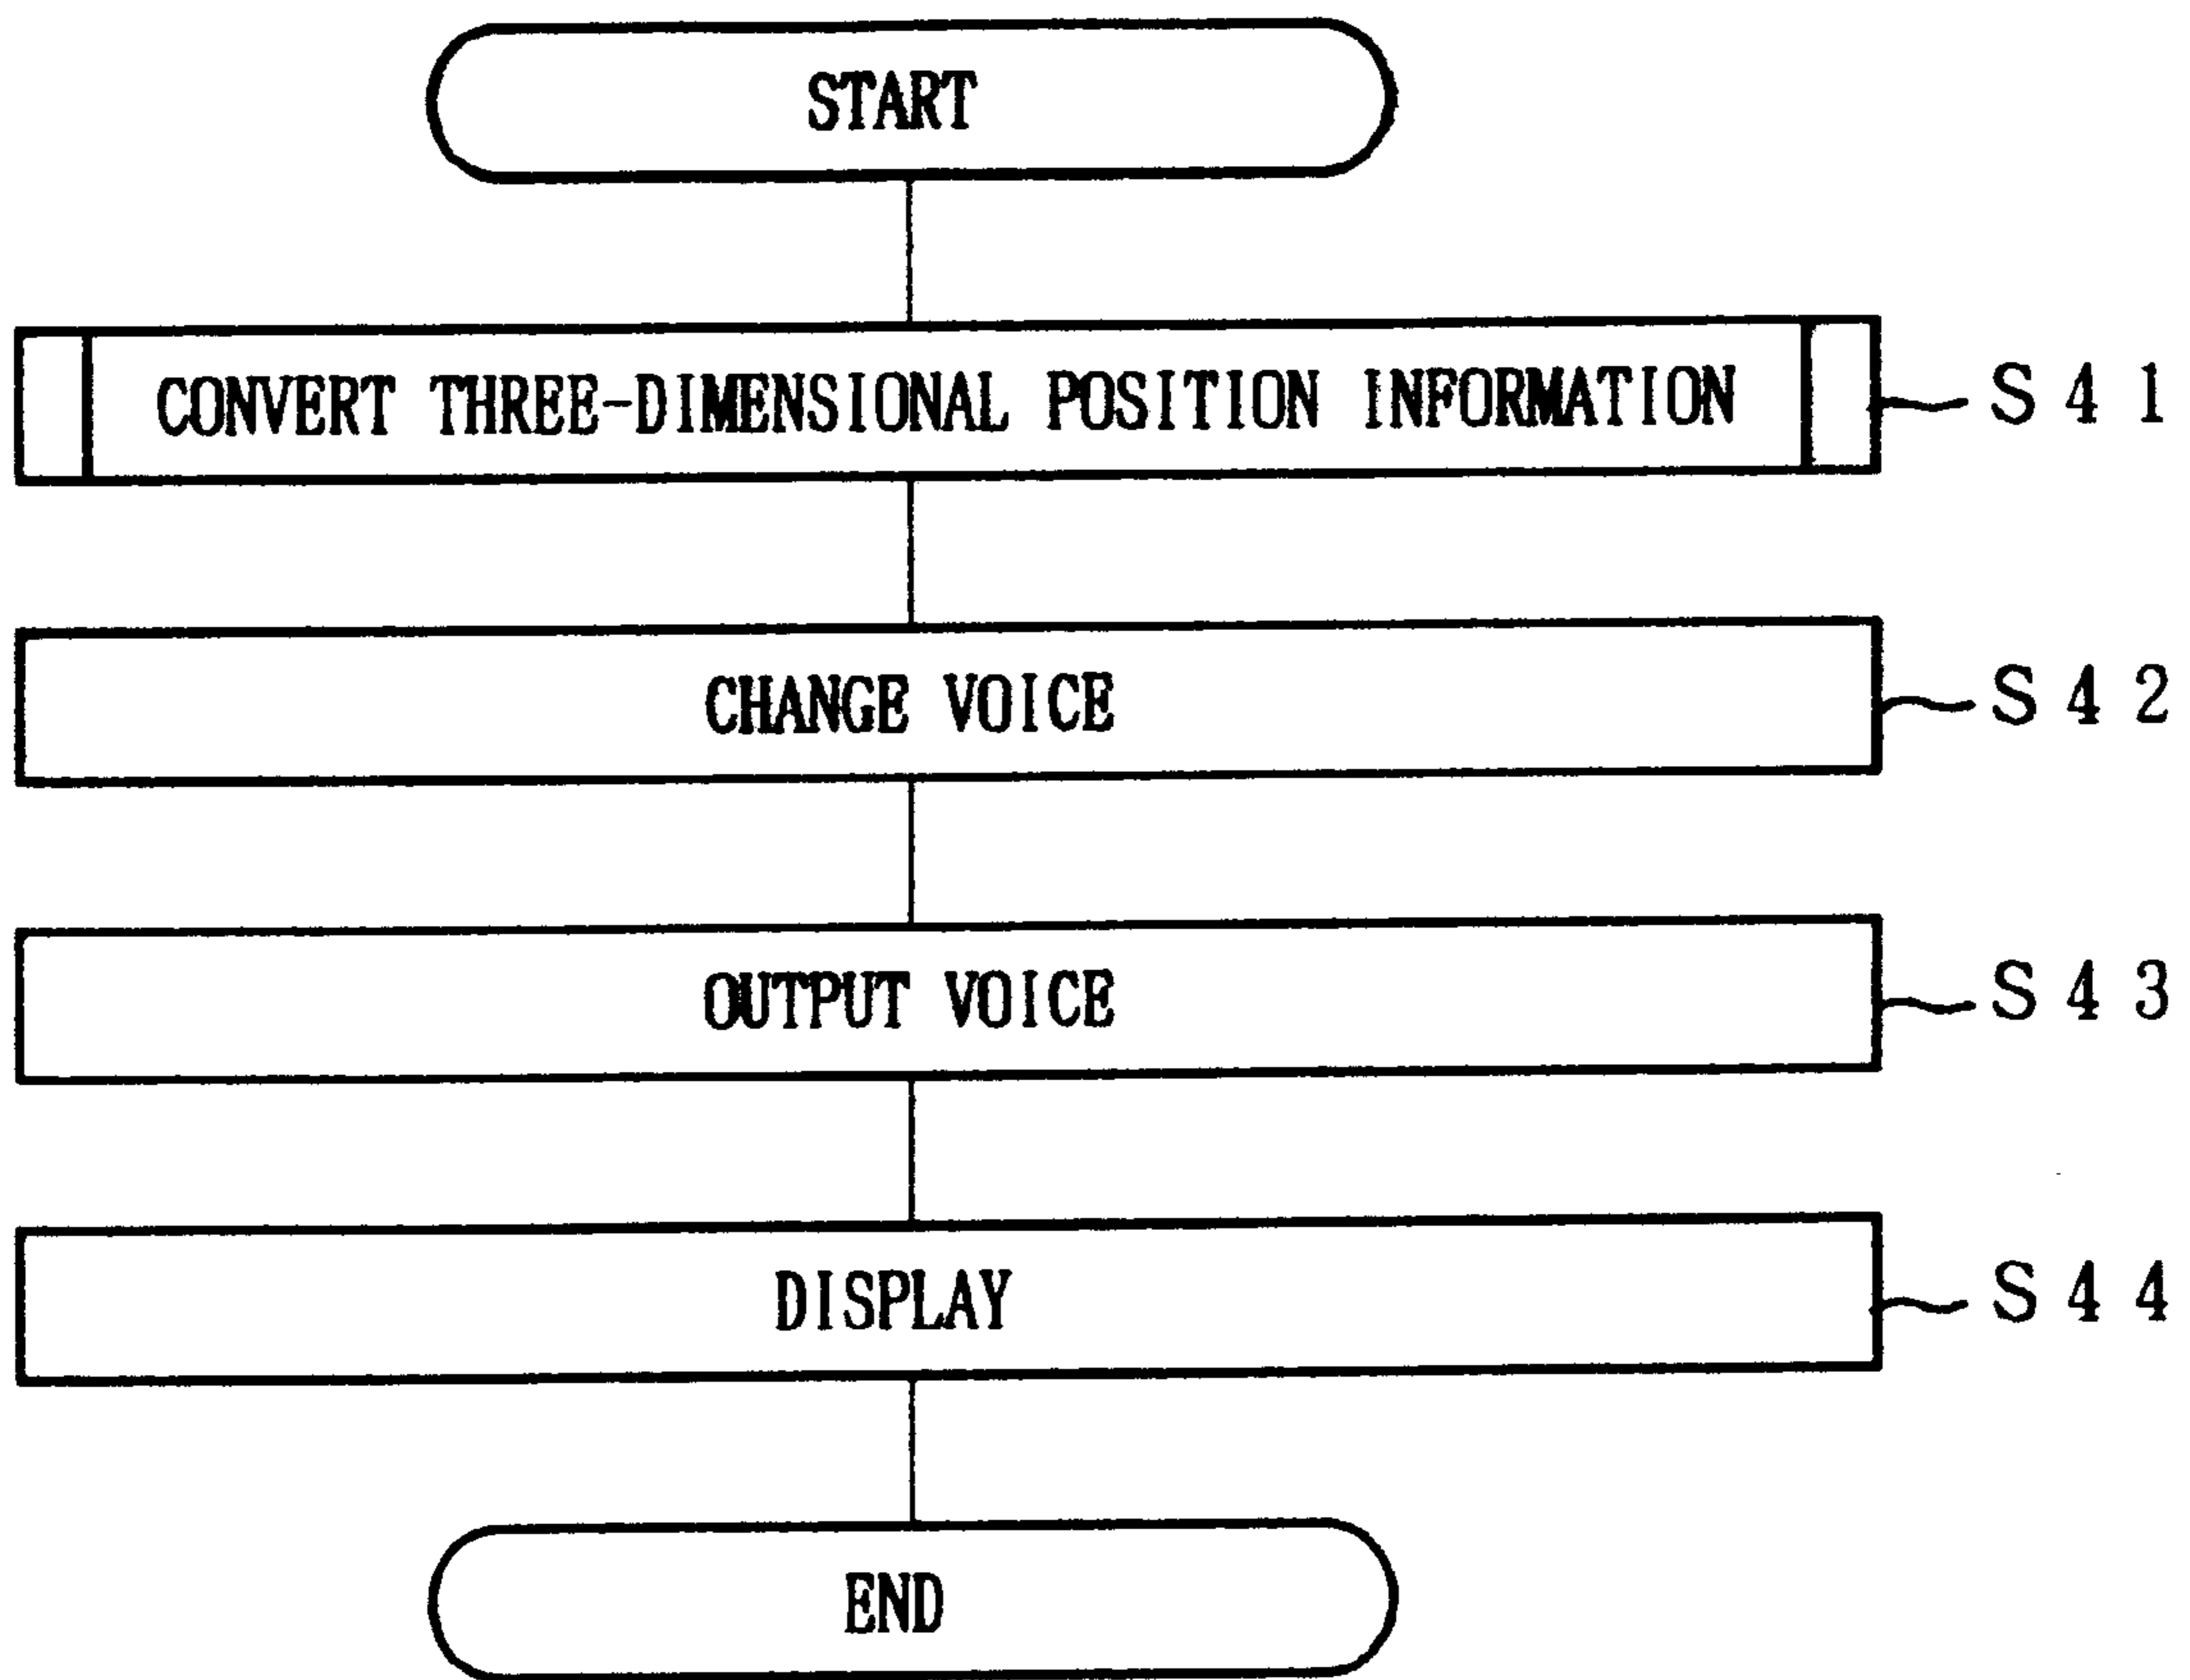 START
CONVERT THREE-DIMENSIONAL POSITION INFORMATION S41
CHANGE VOICE S42
OUTPUT VOICE S43
DISPLAY S44
END